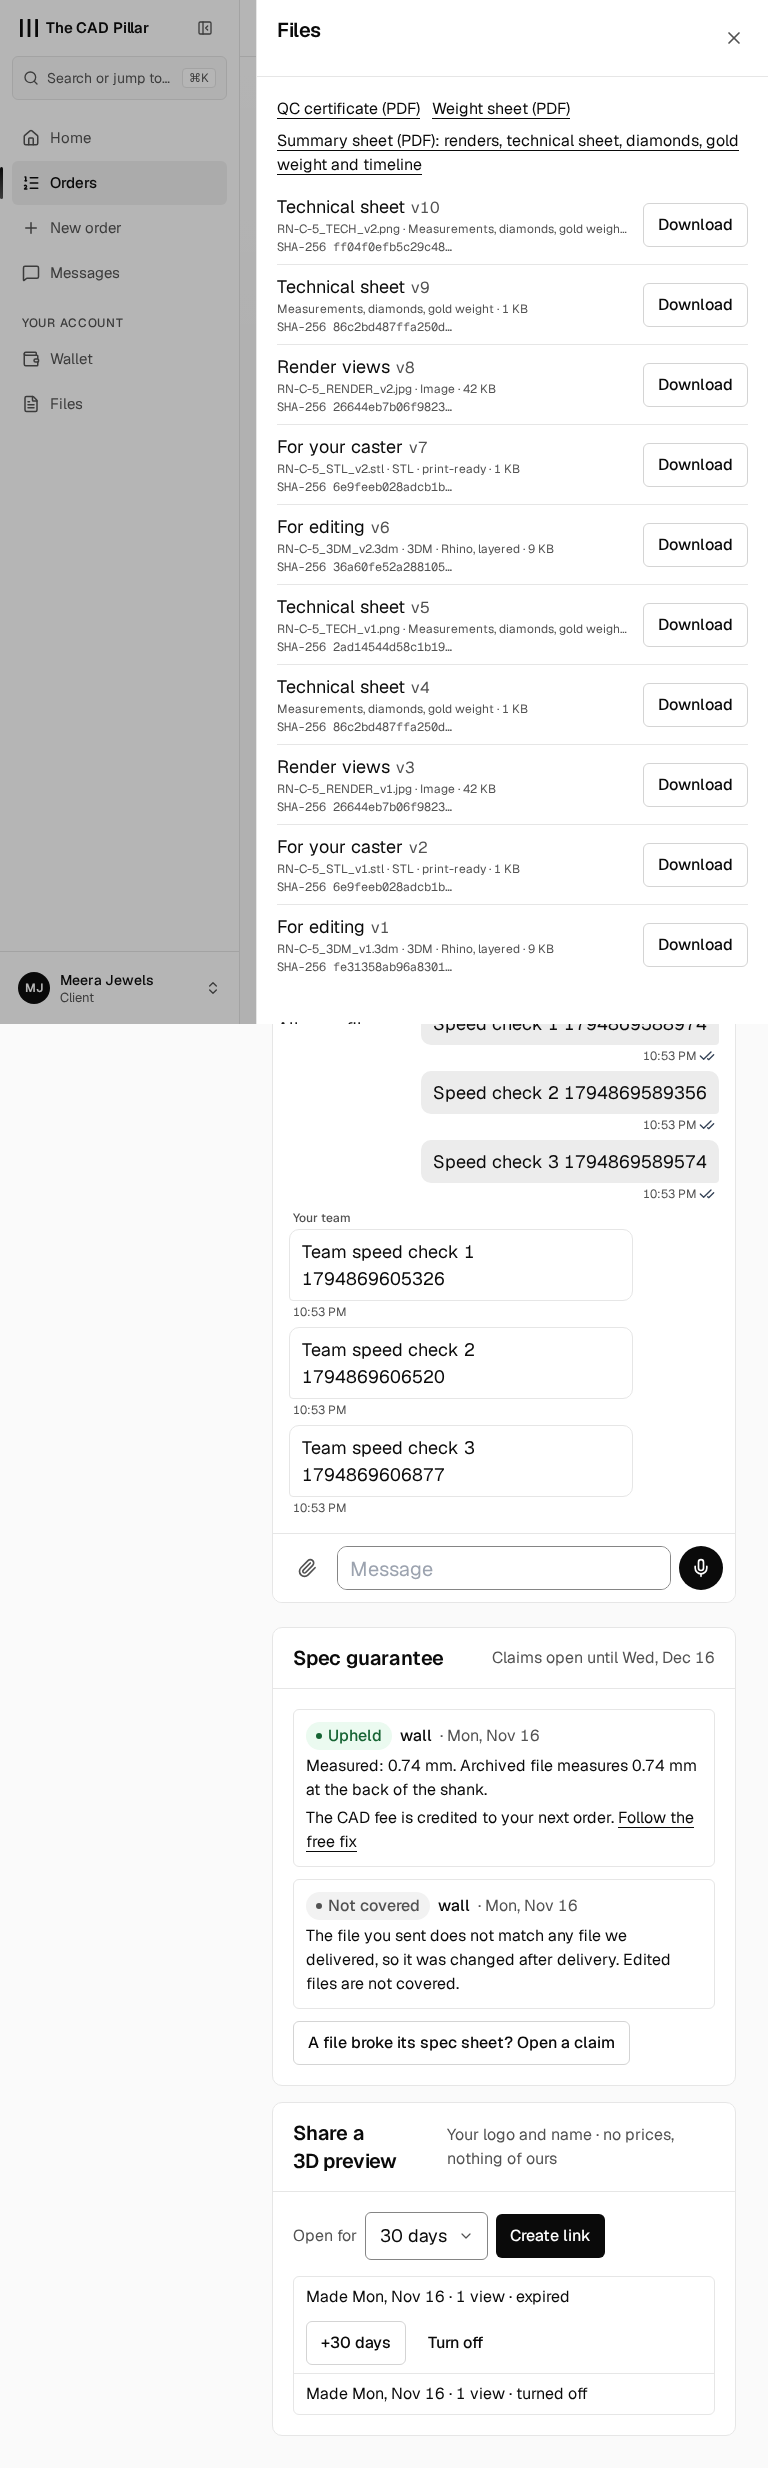 The CAD Pillar
Search or jump to... ⌘K
Home
Orders
New order
Messages
YOUR ACCOUNT
Wallet
Files
MJ
Meera Jewels
Client
Files
QC certificate (PDF) Weight sheet (PDF)
Summary sheet (PDF): renders, technical sheet, diamonds, gold
weight and timeline
Technical sheet v10
RN-C-5_TECH_v2.png · Measurements, diamonds, gold weigh…
SHA-256 ff04f0efb5c29c48…
Download
Technical sheet v9
Measurements, diamonds, gold weight · 1 KB
SHA-256 86c2bd487ffa250d…
Download
Render views v8
RN-C-5_RENDER_v2.jpg · Image · 42 KB
SHA-256 26644eb7b06f9823…
Download
For your caster v7
RN-C-5_STL_v2.stl · STL · print-ready · 1 KB
SHA-256 6e9feeb028adcb1b…
Download
For editing v6
RN-C-5_3DM_v2.3dm · 3DM · Rhino, layered · 9 KB
SHA-256 36a60fe52a288105…
Download
Technical sheet v5
RN-C-5_TECH_v1.png · Measurements, diamonds, gold weigh…
SHA-256 2ad14544d58c1b19…
Download
Technical sheet v4
Measurements, diamonds, gold weight · 1 KB
SHA-256 86c2bd487ffa250d…
Download
Render views v3
RN-C-5_RENDER_v1.jpg · Image · 42 KB
SHA-256 26644eb7b06f9823…
Download
For your caster v2
RN-C-5_STL_v1.stl · STL · print-ready · 1 KB
SHA-256 6e9feeb028adcb1b…
Download
For editing v1
RN-C-5_3DM_v1.3dm · 3DM · Rhino, layered · 9 KB
SHA-256 fe31358ab96a8301…
Download
Speed check 1 1794869588974
10:53 PM
Speed check 2 1794869589356
10:53 PM
Speed check 3 1794869589574
10:53 PM
Your team
Team speed check 1
1794869605326
10:53 PM
Team speed check 2
1794869606520
10:53 PM
Team speed check 3
1794869606877
10:53 PM
Message
Spec guarantee
Claims open until Wed, Dec 16
Upheld wall · Mon, Nov 16
Measured: 0.74 mm. Archived file measures 0.74 mm
at the back of the shank.
The CAD fee is credited to your next order. Follow the
free fix
Not covered wall · Mon, Nov 16
The file you sent does not match any file we
delivered, so it was changed after delivery. Edited
files are not covered.
A file broke its spec sheet? Open a claim
Share a
3D preview
Your logo and name · no prices,
nothing of ours
Open for 30 days Create link
Made Mon, Nov 16 · 1 view · expired
+30 days Turn off
Made Mon, Nov 16 · 1 view · turned off